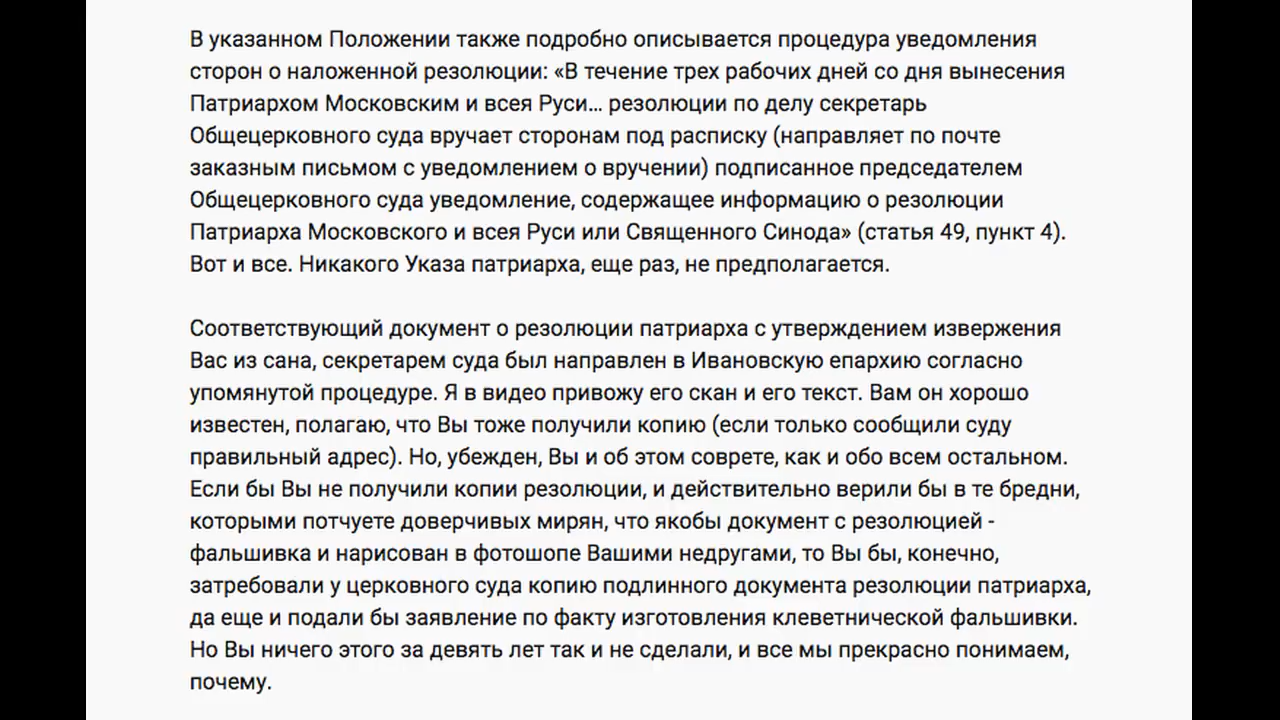 В указанном Положении также подробно описывается процедура уведомления
сторон о наложенной резолюции: «В течение трех рабочих дней со дня вынесения
Патриархом Московским и всея Руси... резолюции по делу секретарь
Общецерковного суда вручает сторонам под расписку (направляет по почте
заказным письмом с уведомлением о вручении) подписанное председателем
Общецерковного суда уведомление, содержащее информацию о резолюции
Патриарха Московского и всея Руси или Священного Синода» (статья 49, пункт 4).
Вот и все. Никакого Указа патриарха, еще раз, не предполагается.
Соответствующий документ о резолюции патриарха с утверждением извержения
Вас из сана, секретарем суда был направлен в Ивановскую епархию согласно
упомянутой процедуре. Я в видео привожу его скан и его текст. Вам он хорошо
известен, полагаю, что Вы тоже получили копию (если только сообщили суду
правильный адрес). Но, убежден, Вы и об этом соврете, как и обо всем остальном.
Если бы Вы не получили копии резолюции, и действительно верили бы в те бредни,
которыми потчуете доверчивых мирян, что якобы документ с резолюцией -
фальшивка и нарисован в фотошопе Вашими недругами, то Вы бы, конечно,
затребовали у церковного суда копию подлинного документа резолюции патриарха,
да еще и подали бы заявление по факту изготовления клеветнической фальшивки.
Но Вы ничего этого за девять лет так и не сделали, и все мы прекрасно понимаем,
почему.